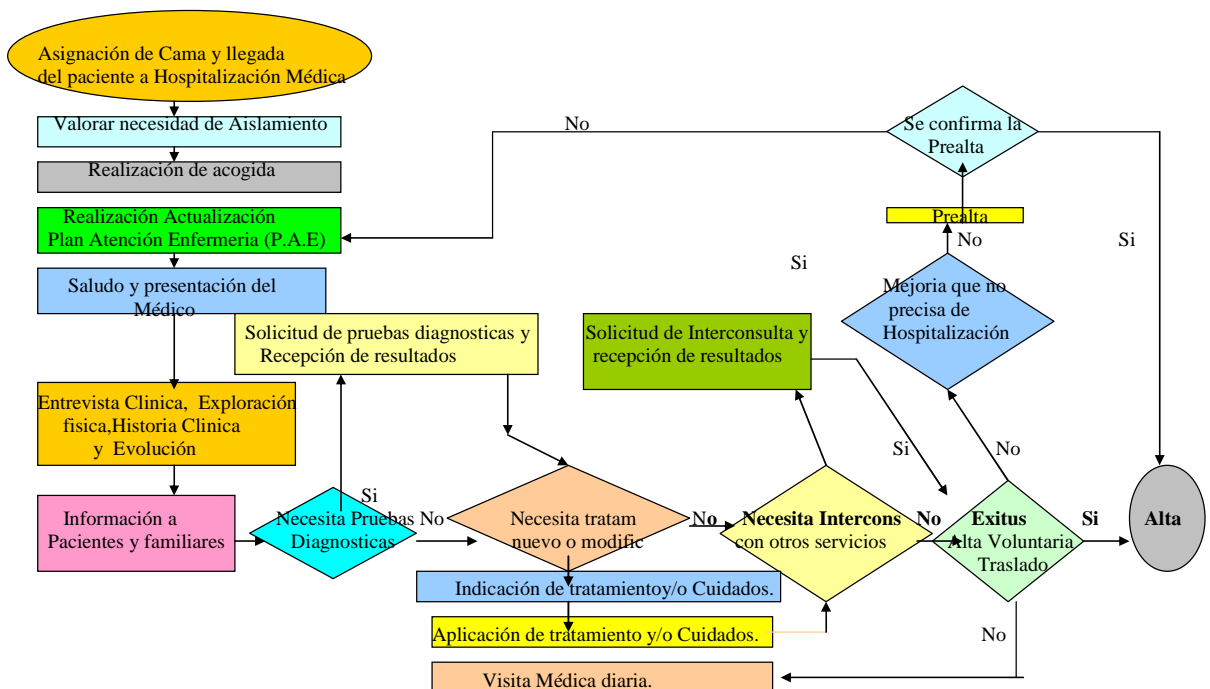 Asignación de Cama y llegada
del paciente a Hospitalización Médica
Valorar necesidad de Aislamiento
Realización de acogida
Realización Actualización
Plan Atención Enfermeria (P.A.E)
Saludo y presentación del
Médico
Solicitud de pruebas diagnosticas y
Recepción de resultados
Entrevista Clinica, Exploración
fisica,Historia Clinica
y Evolución
Información a
Pacientes y familiares
Si
Necesita Pruebas
Diagnosticas
No
Necesita tratam
nuevo o modific
No
Indicación de tratamientoy/o Cuidados.
Aplicación de tratamiento y/o Cuidados.
Visita Médica diaria.
Necesita Intercons
con otros servicios
No
Solicitud de Interconsulta y
recepción de resultados
Si
Exitus
Alta Voluntaria
Traslado
Si
No
No
Mejoria que no
precisa de
Hospitalización
Si
No
Prealta
Se confirma la
Prealta
No
Si
Alta